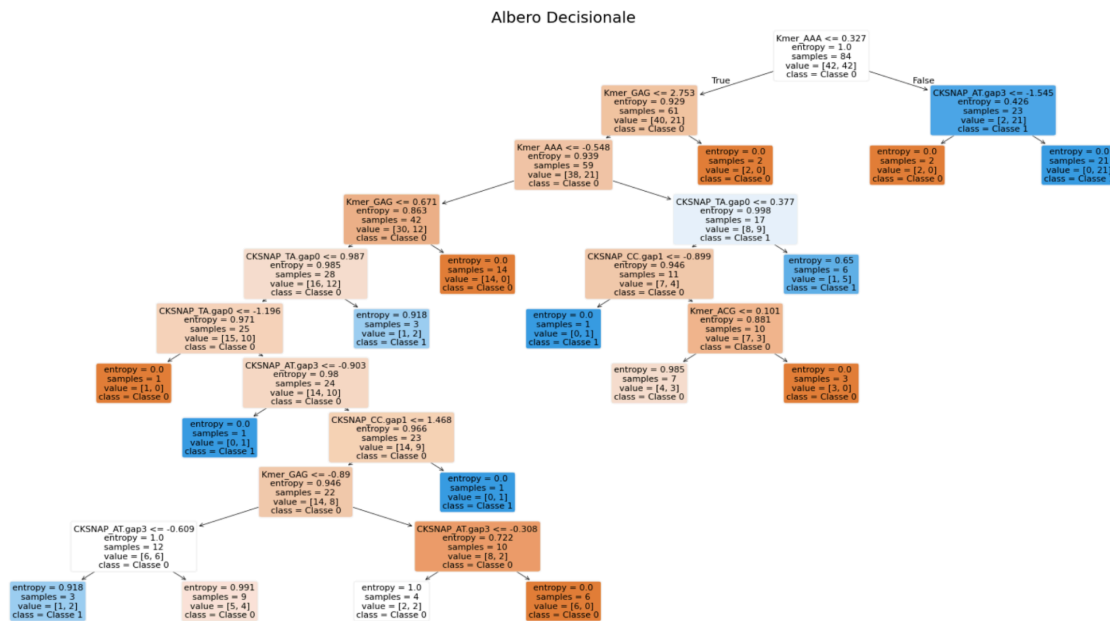 Albero Decisionale
Kmer_AAA <= 0.327
entropy = 1.0
samples = 84
value = [42, 42]
class = Classe 0
True
False
Kmer_GAG <= 2.753
entropy = 0.929
samples = 61
value = [40, 21]
class = Classe 0
CKSNAP_AT.gap3 <= -1.545
entropy = 0.426
samples = 23
value = [2, 21]
class = Classe 1
Kmer_AAA <= -0.548
entropy = 0.939
samples = 59
value = [38, 21]
class = Classe 0
entropy = 0.0
samples = 2
value = [2, 0]
class = Classe 0
entropy = 0.0
samples = 2
value = [2, 0]
class = Classe 0
entropy = 0.0
samples = 21
value = [0, 21]
class = Classe
Kmer_GAG <= 0.671
entropy = 0.863
samples = 42
value = [30, 12]
class = Classe 0
CKSNAP_TA.gap0 <= 0.377
entropy = 0.998
samples = 17
value = [8, 9]
class = Classe 1
CKSNAP_TA.gap0 <= 0.987
entropy = 0.985
samples = 28
value = [16, 12]
class = Classe 0
entropy = 0.0
samples = 14
value = [14, 0]
class = Classe 0
CKSNAP_CC.gap1 <= -0.899
entropy = 0.946
samples = 11
value = [7, 4]
class = Classe 0
entropy = 0.65
samples = 6
value = [1, 5]
class = Classe 1
CKSNAP_TA.gap0 <= -1.196
entropy = 0.971
samples = 25
value = [15, 10]
class = Classe 0
entropy = 0.918
samples = 3
value = [1, 2]
class = Classe 1
entropy = 0.0
samples = 1
value = [0, 1]
class = Classe 1
Kmer_ACG <= 0.101
entropy = 0.881
samples = 10
value = [7, 3]
class = Classe 0
entropy = 0.0
samples = 1
value = [1, 0]
class = Classe 0
CKSNAP_AT.gap3 <= -0.903
entropy = 0.98
samples = 24
value = [14, 10]
class = Classe 0
entropy = 0.985
samples = 7
value = [4, 3]
class = Classe 0
entropy = 0.0
samples = 3
value = [3, 0]
class = Classe 0
entropy = 0.0
samples = 1
value = [0, 1]
class = Classe 1
CKSNAP_CC.gap1 <= 1.468
entropy = 0.966
samples = 23
value = [14, 9]
class = Classe 0
Kmer_GAG <= -0.89
entropy = 0.946
samples = 22
value = [14, 8]
class = Classe 0
entropy = 0.0
samples = 1
value = [0, 1]
class = Classe 1
CKSNAP_AT.gap3 <= -0.609
entropy = 1.0
samples = 12
value = [6, 6]
class = Classe 0
CKSNAP_AT.gap3 <= -0.308
entropy = 0.722
samples = 10
value = [8, 2]
class = Classe 0
entropy = 0.918
samples = 3
value = [1, 2]
class = Classe 1
entropy = 0.991
samples = 9
value = [5, 4]
class = Classe 0
entropy = 1.0
samples = 4
value = [2, 2]
class = Classe 0
entropy = 0.0
samples = 6
value = [6, 0]
class = Classe 0